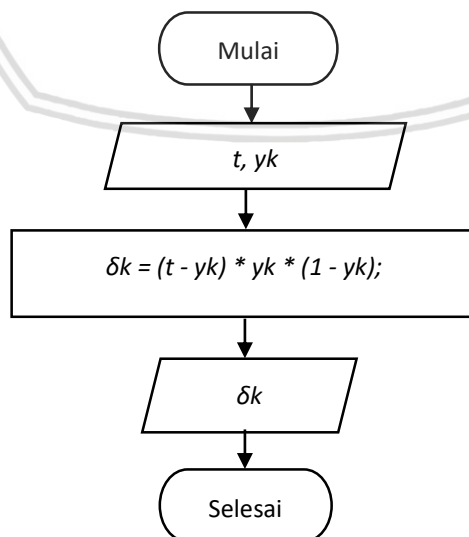 Mulai
t, yk
δk = (t - yk) * yk * (1 - yk);
δk
Selesai